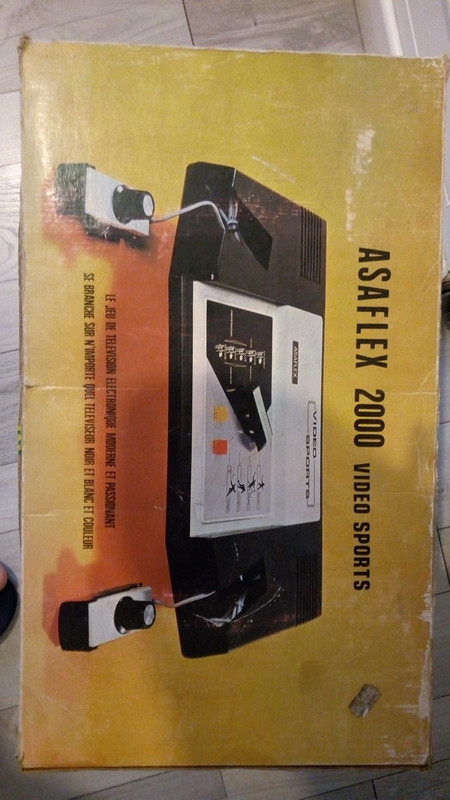 ASAFLEX 2000 VIDEO SPORTS
ASAFLEX
VIDEO
SPORTS
LE JEU DE TELEVISION ELECTRONIQUE MODERNE ET PASSIONANT
SE BRANCHE SUR N'IMPORTE QUEL TELEVISEUR NOIR ET BLANC ET COULEUR